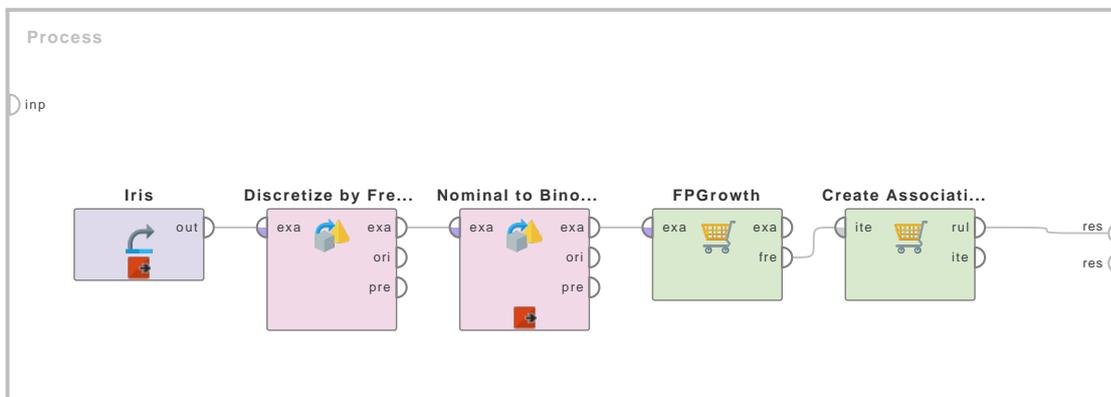 Process
inp
Iris
Discretize by Fre...
Nominal to Bino...
FPGrowth
Create Associati...
out
exa
exa
exa
exa
exa
exa
ite
rul
res
ori
ori
fre
ite
res
pre
pre